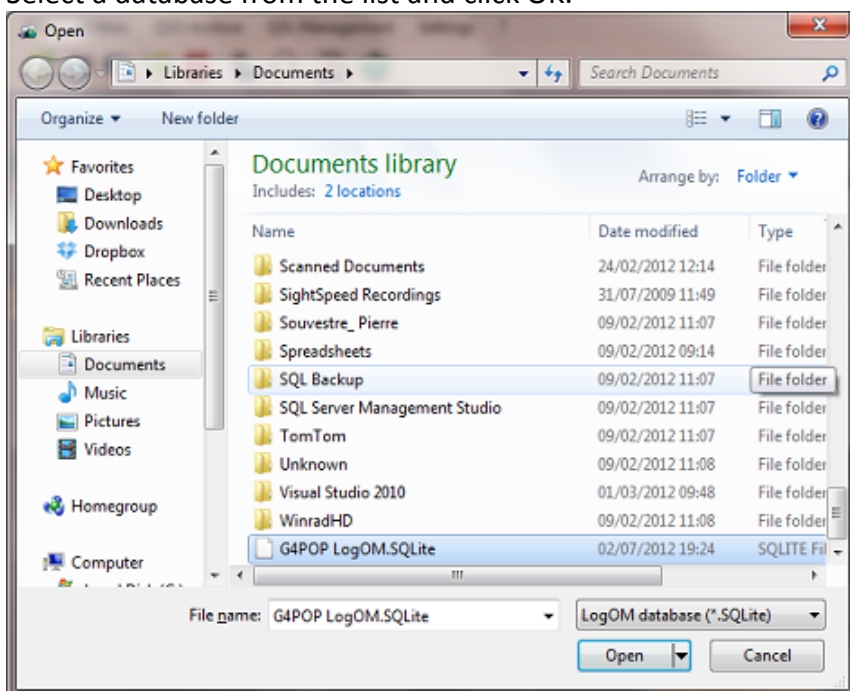 Select a database from the list and click OK.
Open
Libraries Documents Search Documents
Organize New folder
Favorites
Desktop
Downloads
Dropbox
Recent Places
Libraries
Documents
Music
Pictures
Videos
Homegroup
Computer
Documents library
Includes: 2 locations
Arrange by: Folder
Name Date modified Type
Scanned Documents 24/02/2012 12:14 File folder
SightSpeed Recordings 31/07/2009 11:49 File folder
Souvestre_ Pierre 09/02/2012 11:07 File folder
Spreadsheets 09/02/2012 09:14 File folder
SQL Backup 09/02/2012 11:07 File folder
SQL Server Management Studio 09/02/2012 11:07 File folder
TomTom 09/02/2012 11:07 File folder
Unknown 09/02/2012 11:08 File folder
Visual Studio 2010 01/03/2012 09:48 File folder
WinradHD 09/02/2012 11:08 File folder
G4POP LogOM.SQLite 02/07/2012 19:24 SQLITE Fil
File name: G4POP LogOM.SQLite LogOM database (*.SQLite)
Open Cancel